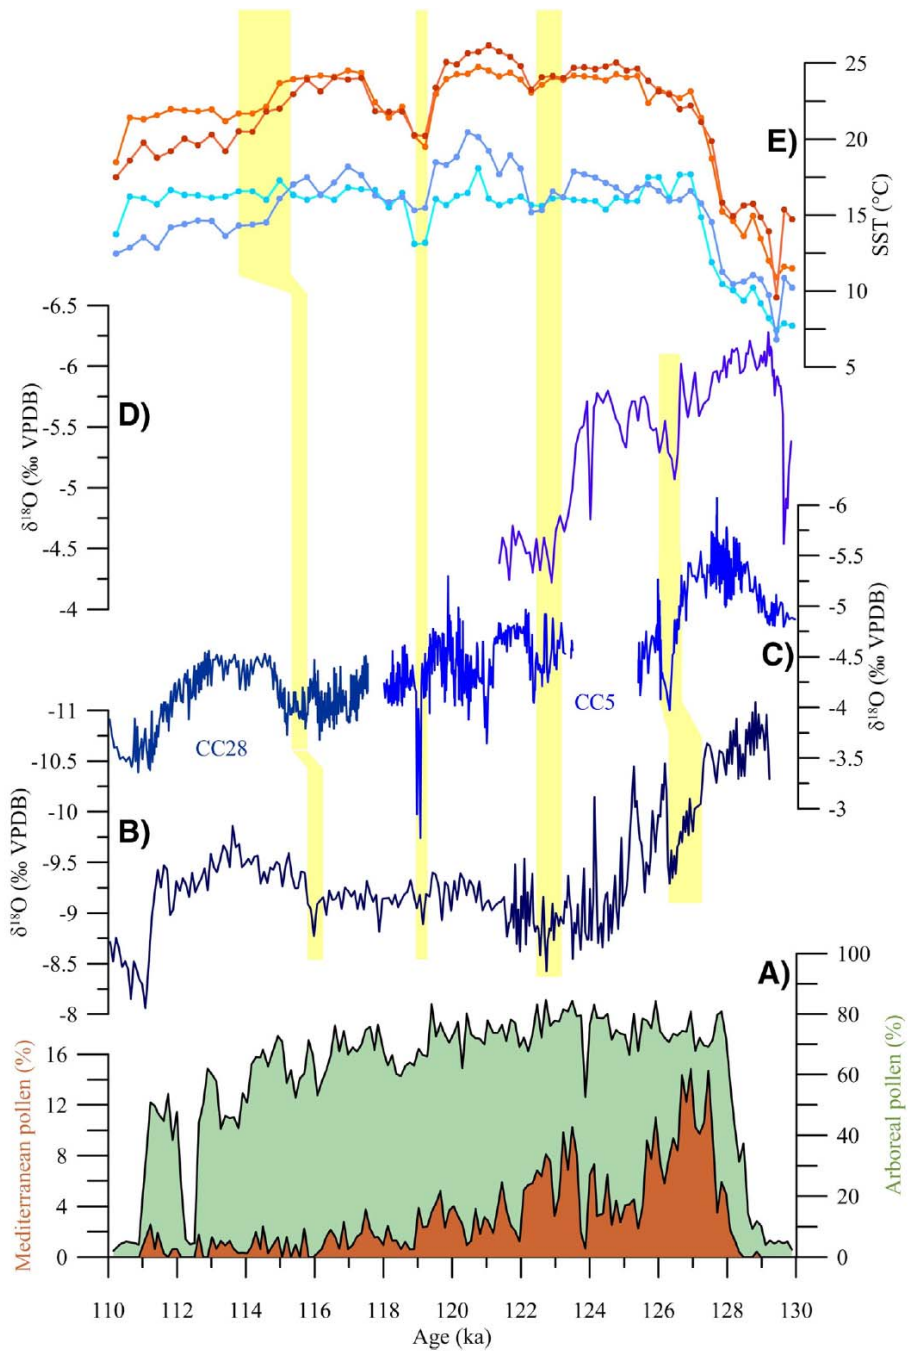 25
20
15
10
5
SST (°C)
E)
-6.5
-6
-5.5
-5
-4.5
-4
δ¹⁸O (‰ VPDB)
D)
-6
-5.5
-5
-4.5
-4
-3.5
-3
δ¹⁸O (‰ VPDB)
C)
CC5
CC28
-11
-10.5
-10
-9.5
-9
-8.5
-8
δ¹⁸O (‰ VPDB)
B)
A)
100
80
60
40
20
0
Arboreal pollen (%)
16
12
8
4
0
Mediterranean pollen (%)
110 112 114 116 118 120 122 124 126 128 130
Age (ka)